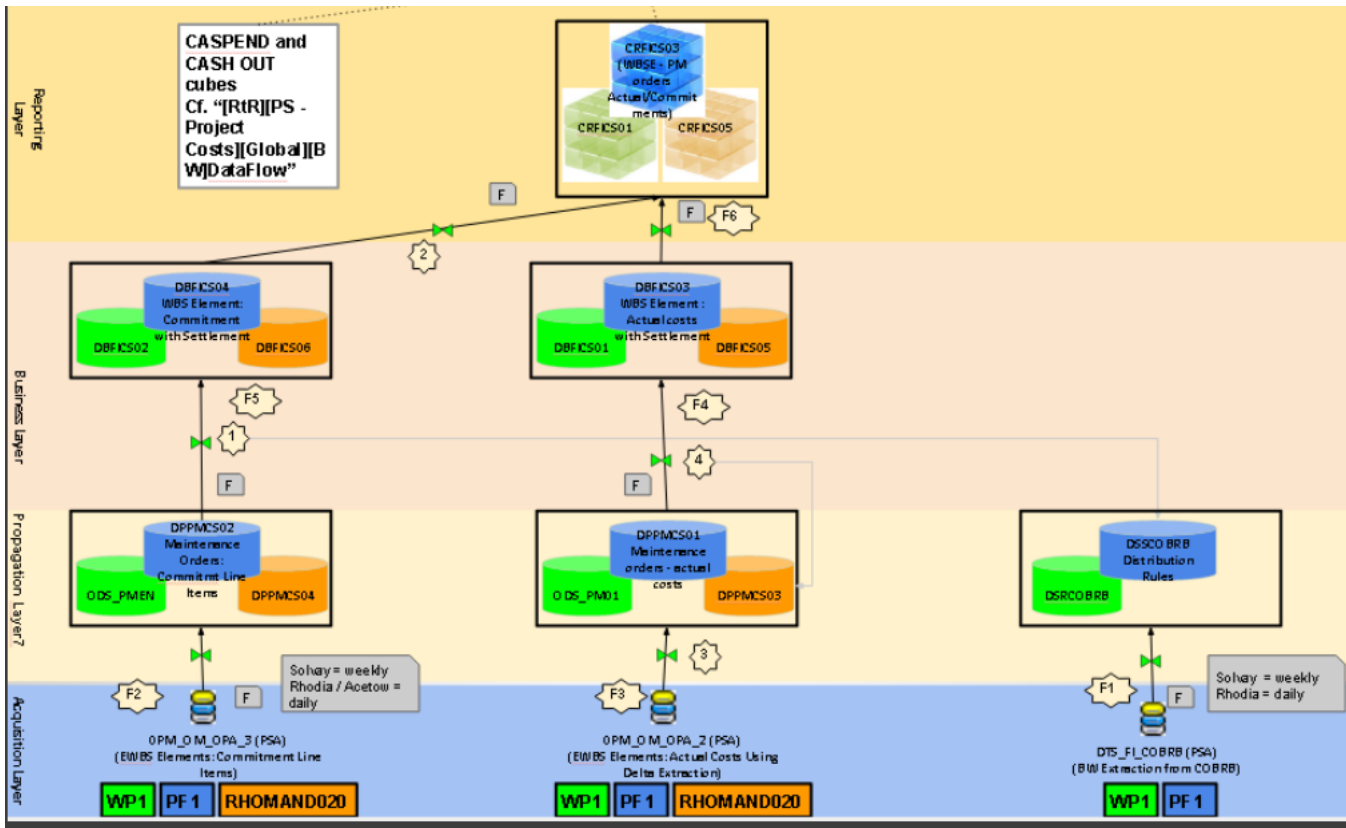 Reporting
Layer
CASPEND and
CASH OUT
cubes
Cf. “[RtR][PS -
Project
Costs][Global][B
W]DataFlow”
CRFICS03
(WBSE - PM
orders
Actual/Commit
ments)
CRFICS01
CRFICS05
F
F
F6
2
Business Layer
DBFICS04
WBS Element:
Commitment
with Settlement
DBFICS02
DBFICS06
DBFICS03
WBS Element :
Actual costs
with Settlement
DBFICS01
DBFICS05
F5
F4
1
4
F
F
Propagation Layer7
DPPMCS02
Maintenance
Orders:
Commitmt Line
Items
ODS_PMEN
DPPMCS04
DPPMCS01
Maintenance
orders - actual
costs
ODS_PM01
DPPMCS03
DSSCOBRB
Distribution
Rules
DSRCOBRB
3
Solvay = weekly
Rhodia / Acetow =
daily
Solvay = weekly
Rhodia = daily
Acquisition Layer
F2
F
F3
F1
F
0PM_OM_OPA_3 (PSA)
(EWBS Elements: Commitment Line
Items)
0PM_OM_OPA_2 (PSA)
(EWBS Elements: Actual Costs Using
Delta Extraction)
DTS_FI_COBRB (PSA)
(BW Extraction from COBRB)
WP1 PF1 RHOMAND020
WP1 PF1 RHOMAND020
WP1 PF1